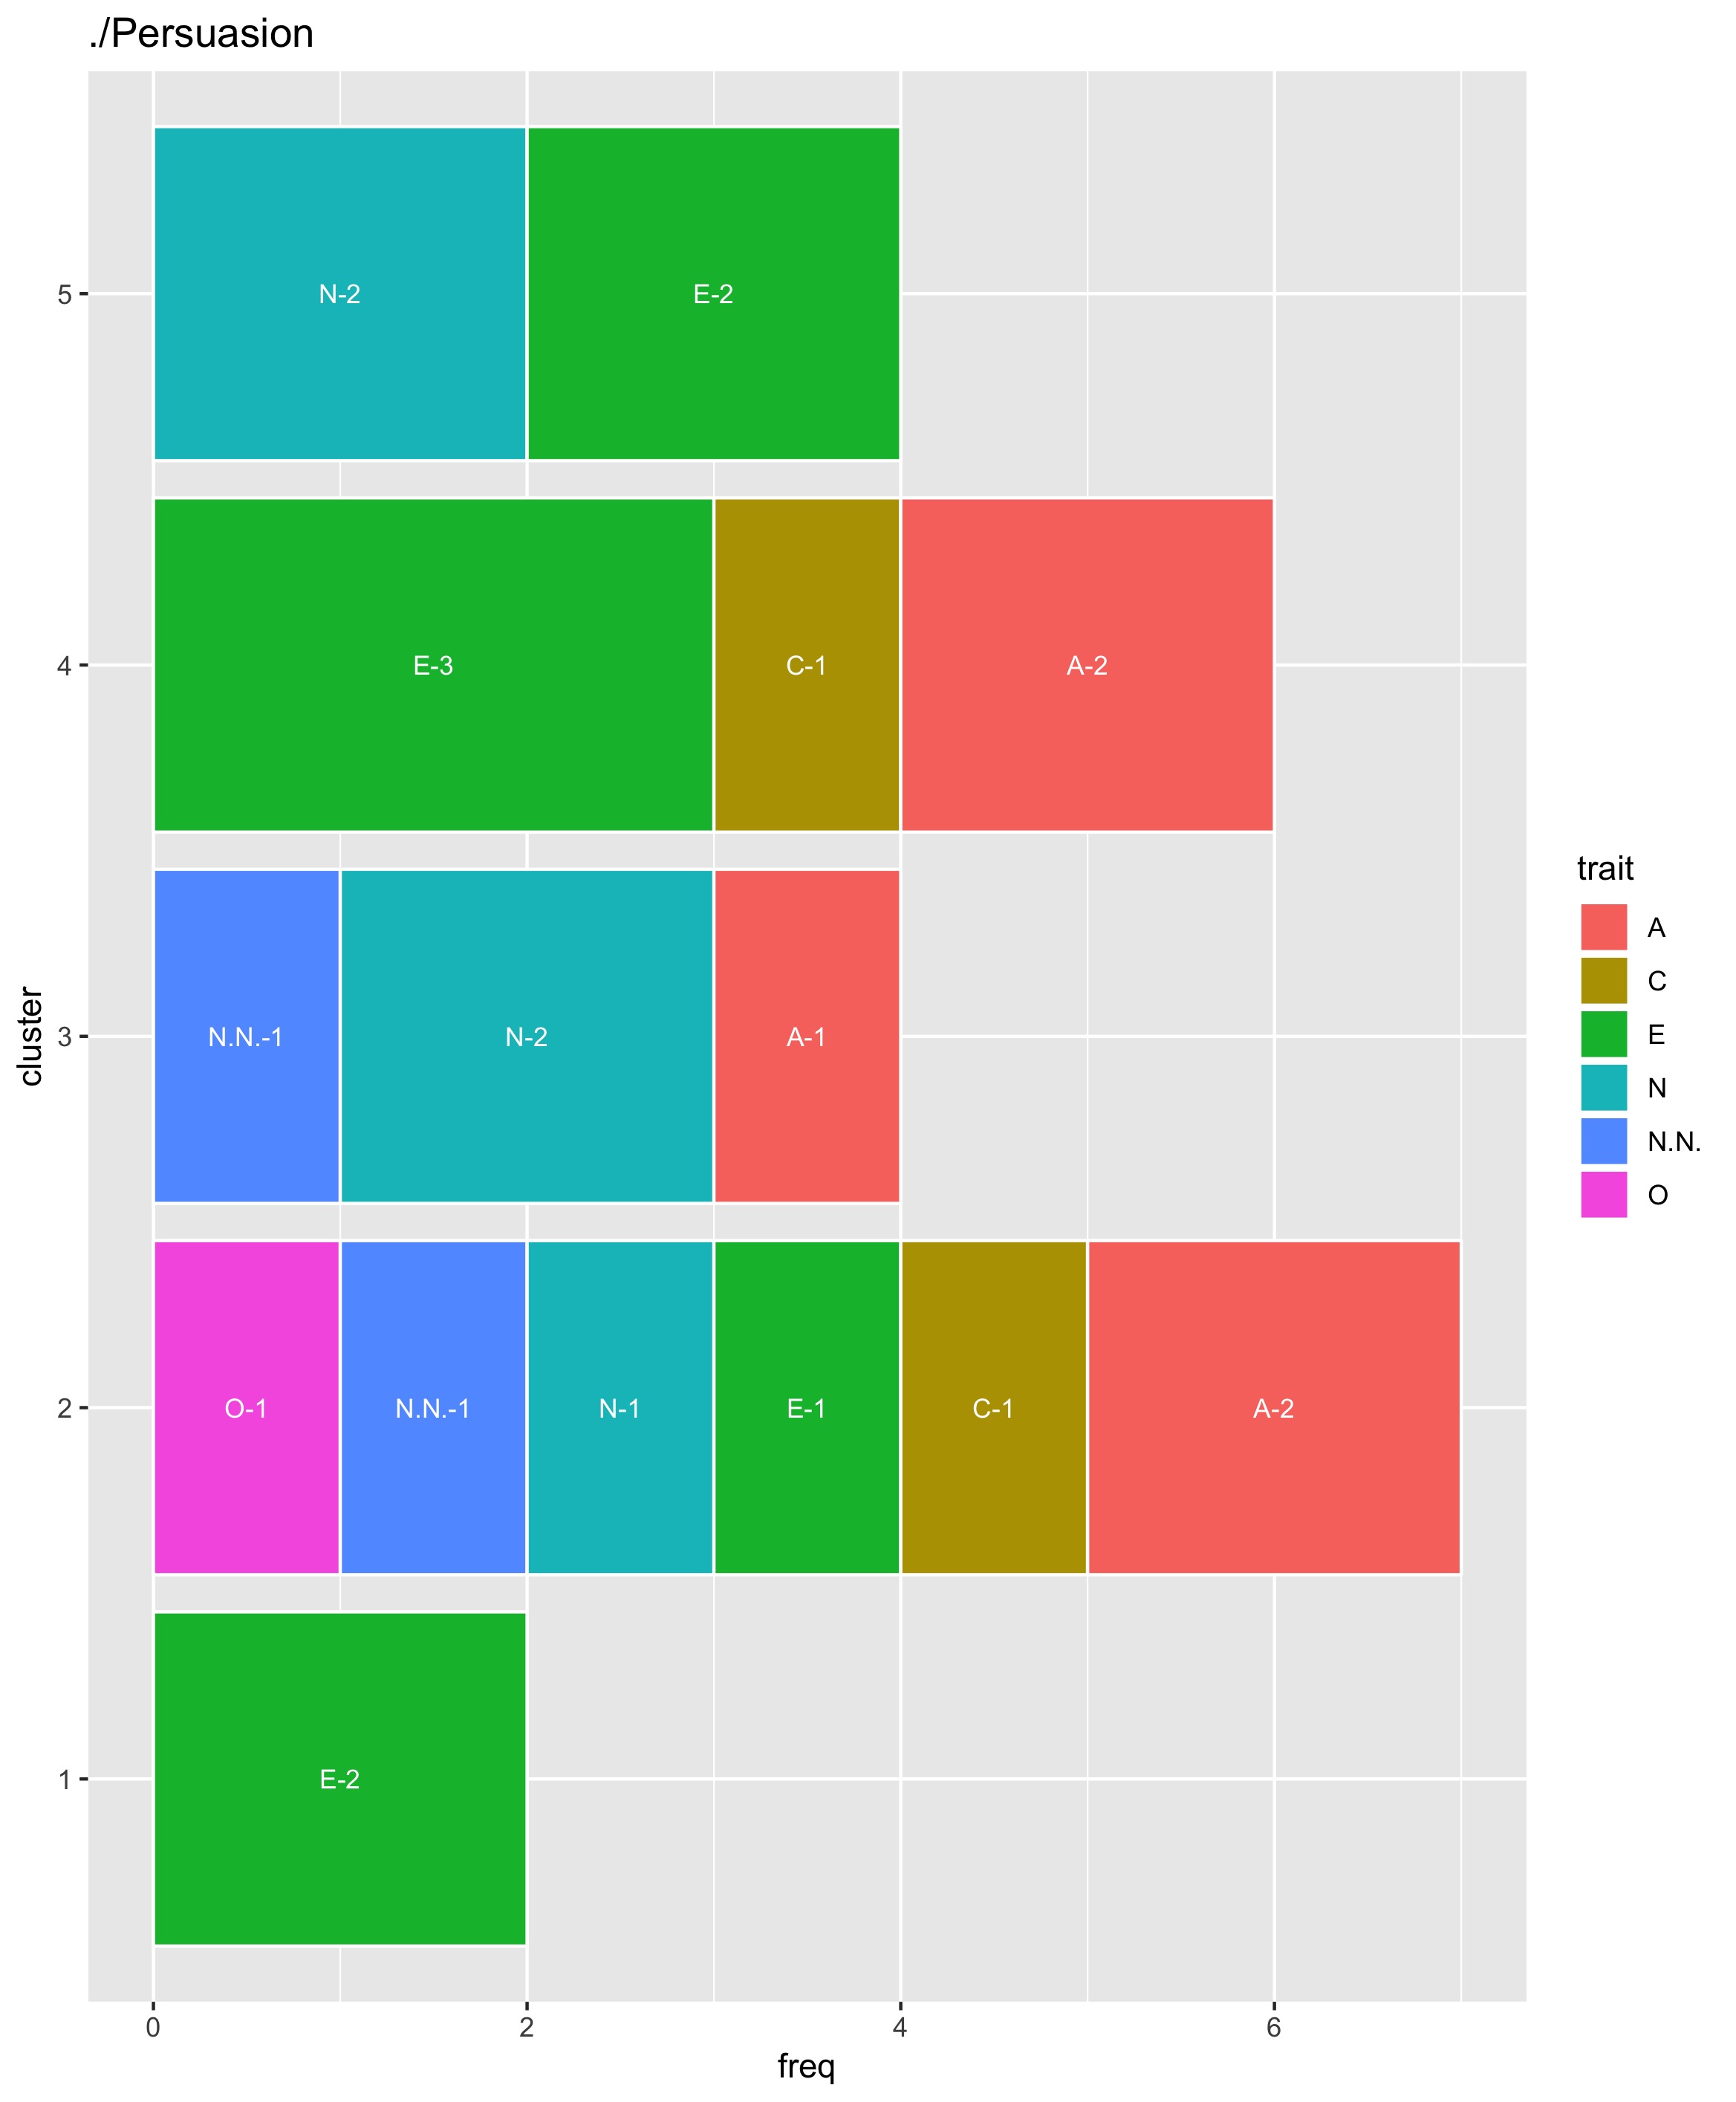 ./Persuasion
5
N-2 E-2
4
E-3 C-1 A-2
3
N.N.-1 N-2 A-1
2
O-1 N.N.-1 N-1 E-1 C-1 A-2
1
E-2
0 2 4 6
freq
cluster
trait
A
C
E
N
N.N.
O